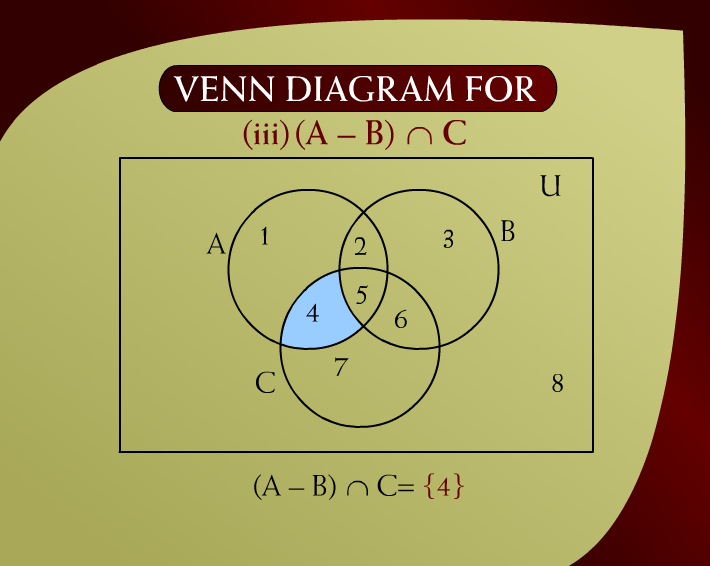 VENN DIAGRAM FOR
(iii) (A – B) ∩ C
U
A 1 2 3 B
4 5 6
C 7 8
(A – B) ∩ C= {4}